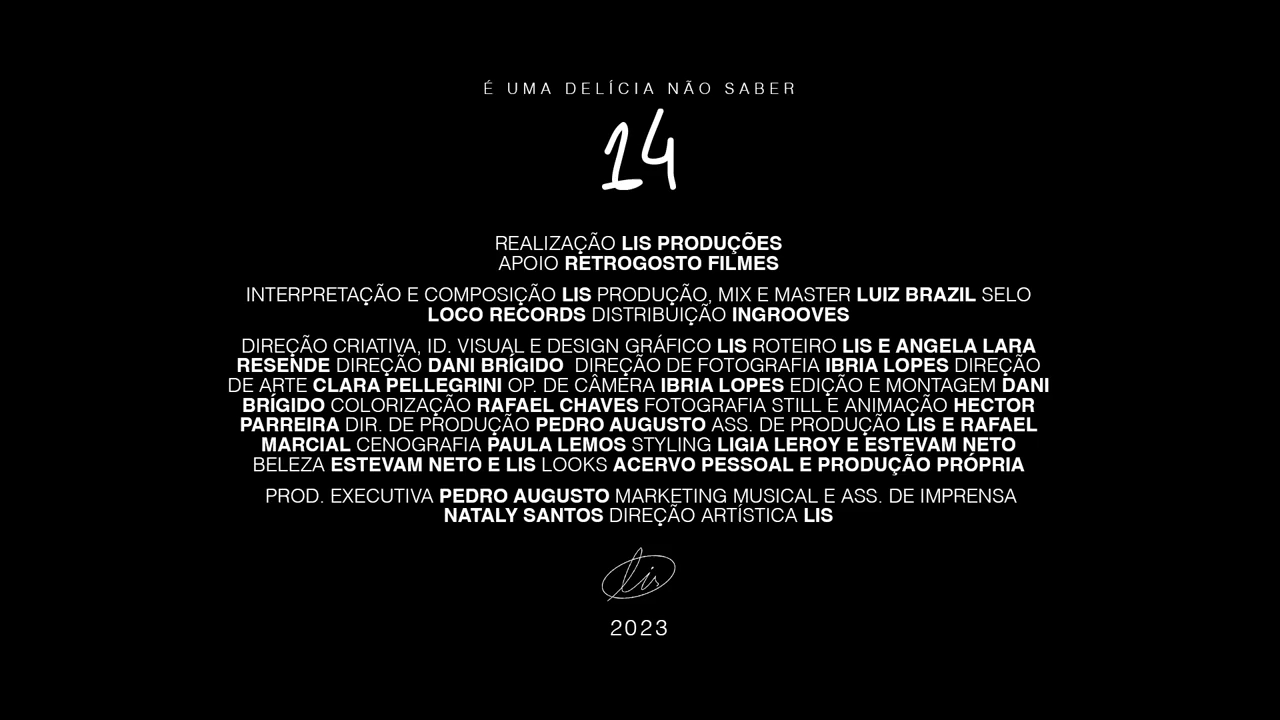 É UMA DELÍCIA NÃO SABER
14
REALIZAÇÃO LIS PRODUÇÕES
APOIO RETROGOSTO FILMES
INTERPRETAÇÃO E COMPOSIÇÃO LIS PRODUÇÃO, MIX E MASTER LUIZ BRAZIL SELO
LOCO RECORDS DISTRIBUIÇÃO INGROOVES
DIREÇÃO CRIATIVA, ID. VISUAL E DESIGN GRÁFICO LIS ROTEIRO LIS E ANGELA LARA
RESENDE DIREÇÃO DANI BRÍGIDO DIREÇÃO DE FOTOGRAFIA IBRIA LOPES DIREÇÃO
DE ARTE CLARA PELLEGRINI OP. DE CÂMERA IBRIA LOPES EDIÇÃO E MONTAGEM DANI
BRÍGIDO COLORIZAÇÃO RAFAEL CHAVES FOTOGRAFIA STILL E ANIMAÇÃO HECTOR
PARREIRA DIR. DE PRODUÇÃO PEDRO AUGUSTO ASS. DE PRODUÇÃO LIS E RAFAEL
MARCIAL CENOGRAFIA PAULA LEMOS STYLING LIGIA LEROY E ESTEVAM NETO
BELEZA ESTEVAM NETO E LIS LOOKS ACERVO PESSOAL E PRODUÇÃO PRÓPRIA
PROD. EXECUTIVA PEDRO AUGUSTO MARKETING MUSICAL E ASS. DE IMPRENSA
NATALY SANTOS DIREÇÃO ARTÍSTICA LIS
lis
2023